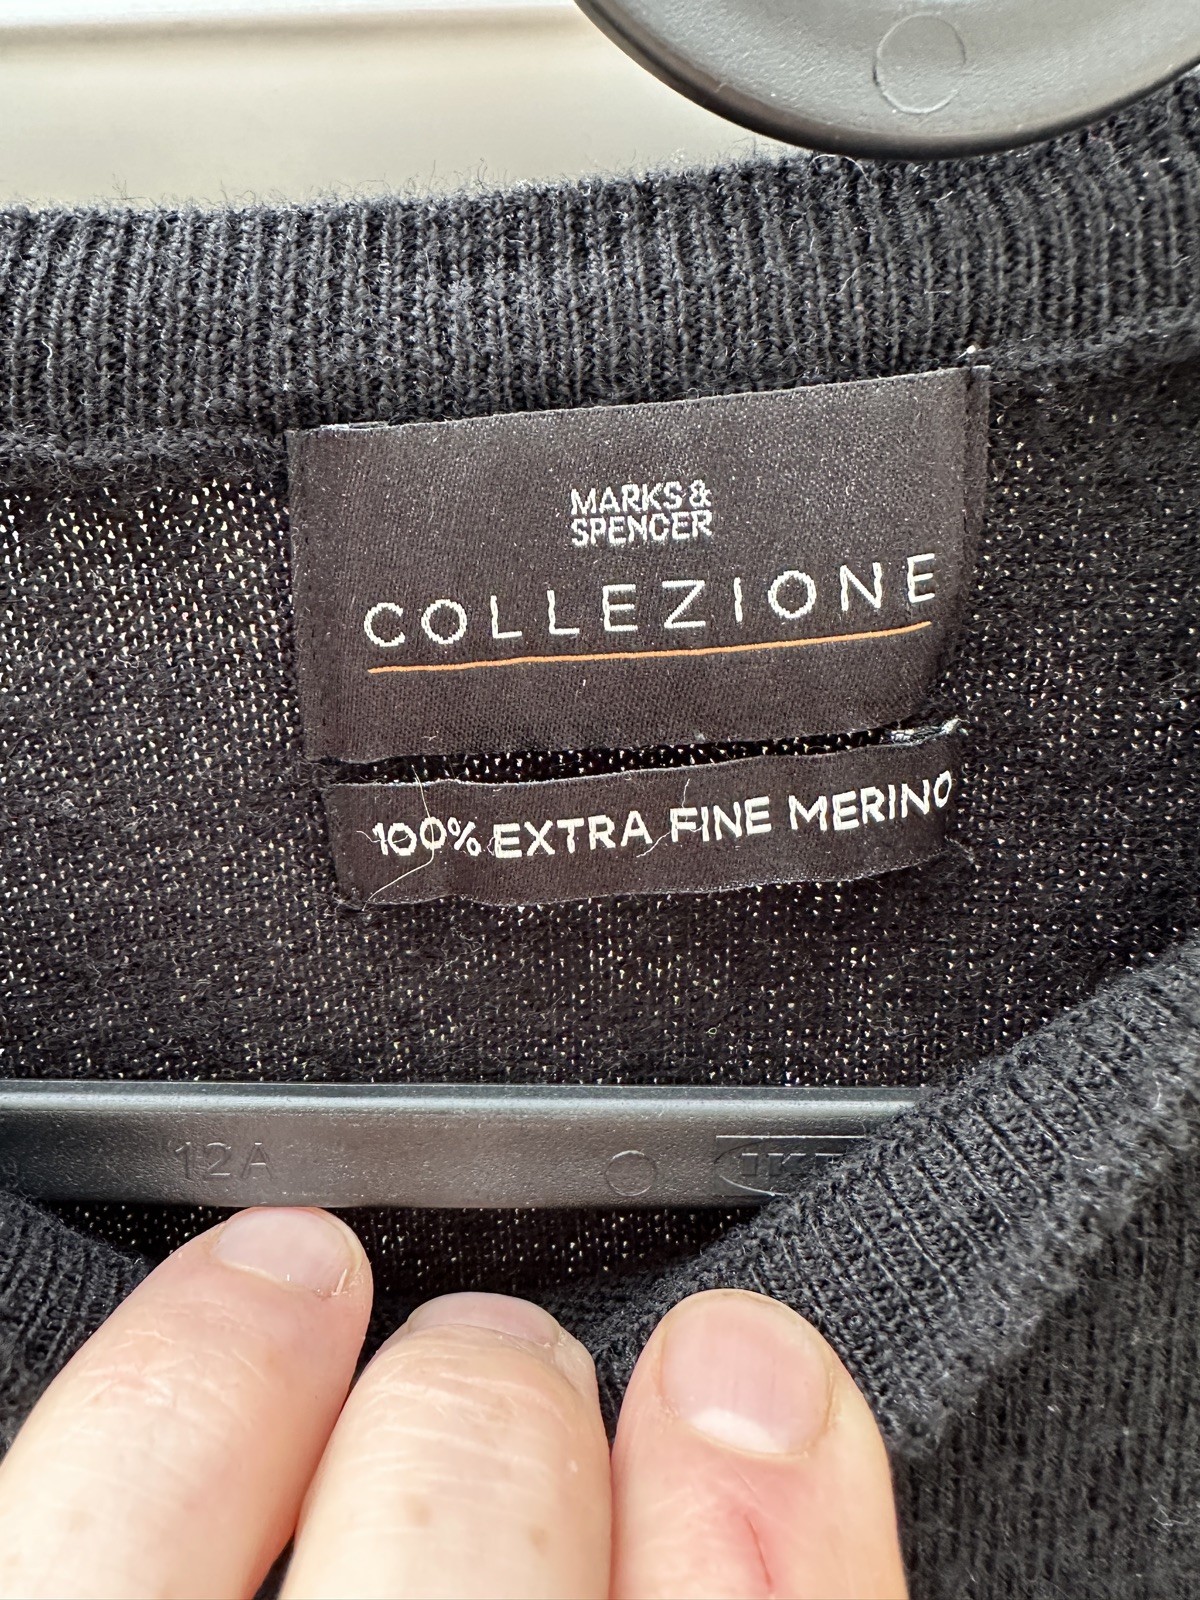 MARKS &
SPENCER
COLLEZIONE
100% EXTRA FINE MERINO
12A